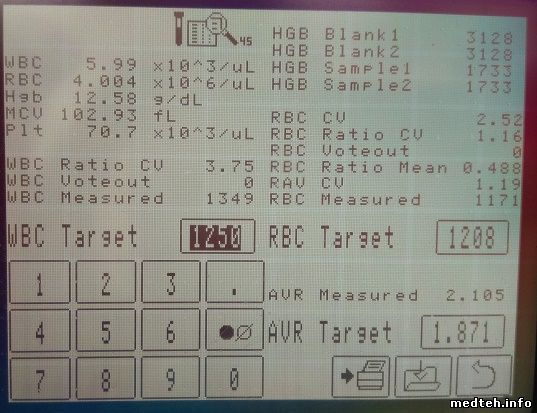 45
HGB Blank1 3128
HGB Blank2 3128
HGB Sample1 1733
HGB Sample2 1733
WBC 5.99 x10^3/uL
RBC 4.004 x10^6/uL
Hgb 12.58 g/dL
MCV 102.93 fL
Plt 70.7 x10^3/uL
RBC CV 2.52
RBC Ratio CV 1.16
RBC Voteout 0
RBC Ratio Mean 0.488
RAV CV 1.19
RBC Measured 1171
WBC Ratio CV 3.75
WBC Voteout 0
WBC Measured 1349
WBC Target 1250
RBC Target 1208
1 2 3 .
4 5 6
7 8 9 0
AVR Measured 2.105
AVR Target 1.871
medteh.info